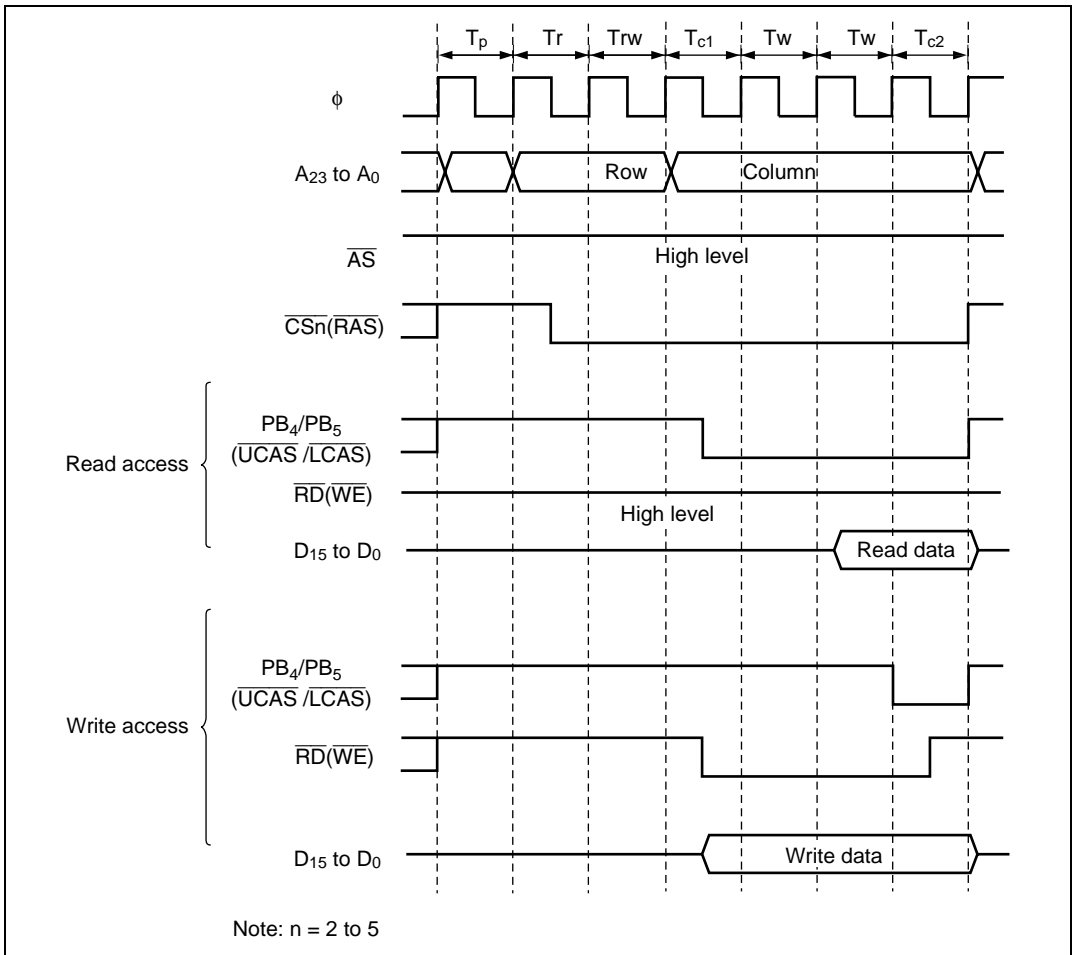 Tp Tr Trw Tc1 Tw Tw Tc2
ϕ
A23 to A0 Row Column
AS
High level
CSn(RAS)
PB4/PB5
(UCAS /LCAS)
Read access
RD(WE)
High level
D15 to D0 Read data
PB4/PB5
(UCAS /LCAS)
Write access
RD(WE)
D15 to D0 Write data
Note: n = 2 to 5